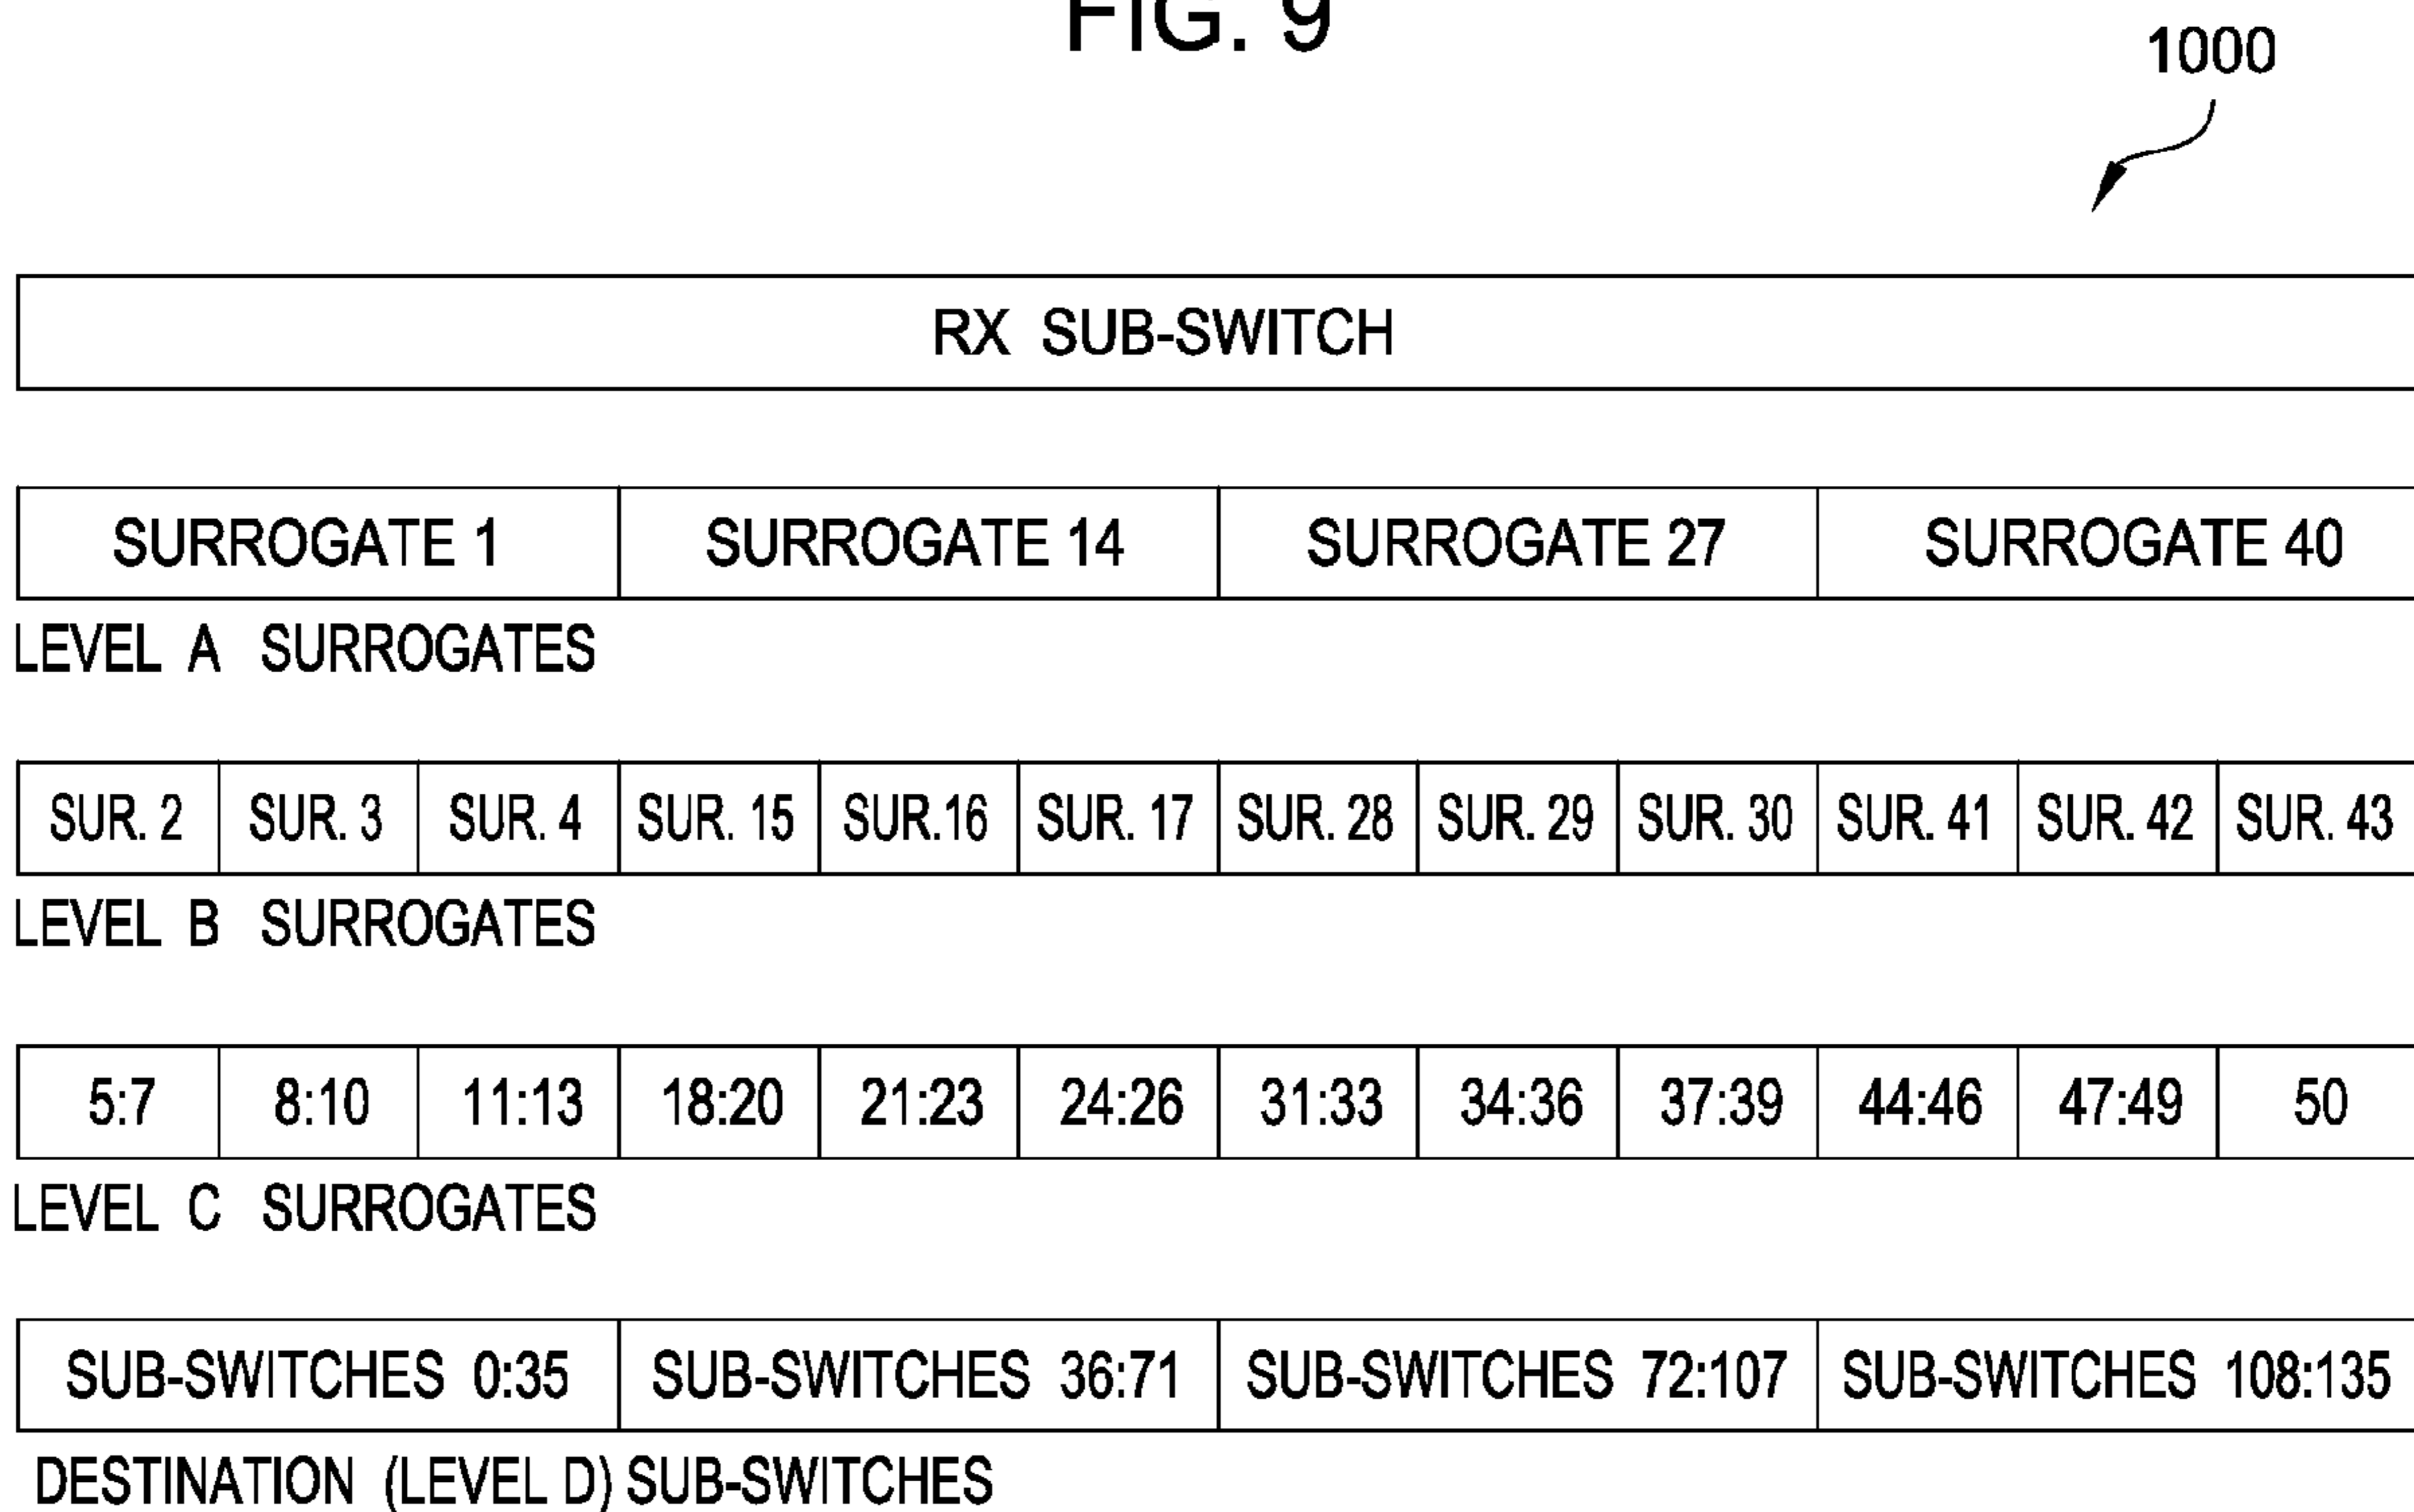 FIG. 9
1000
RX SUB-SWITCH
SURROGATE 1 SURROGATE 14 SURROGATE 27 SURROGATE 40
LEVEL A SURROGATES
SUR. 2 SUR. 3 SUR. 4 SUR. 15 SUR.16 SUR. 17 SUR. 28 SUR. 29 SUR. 30 SUR. 41 SUR. 42 SUR. 43
LEVEL B SURROGATES
5:7 8:10 11:13 18:20 21:23 24:26 31:33 34:36 37:39 44:46 47:49 50
LEVEL C SURROGATES
SUB-SWITCHES 0:35 SUB-SWITCHES 36:71 SUB-SWITCHES 72:107 SUB-SWITCHES 108:135
DESTINATION (LEVEL D) SUB-SWITCHES